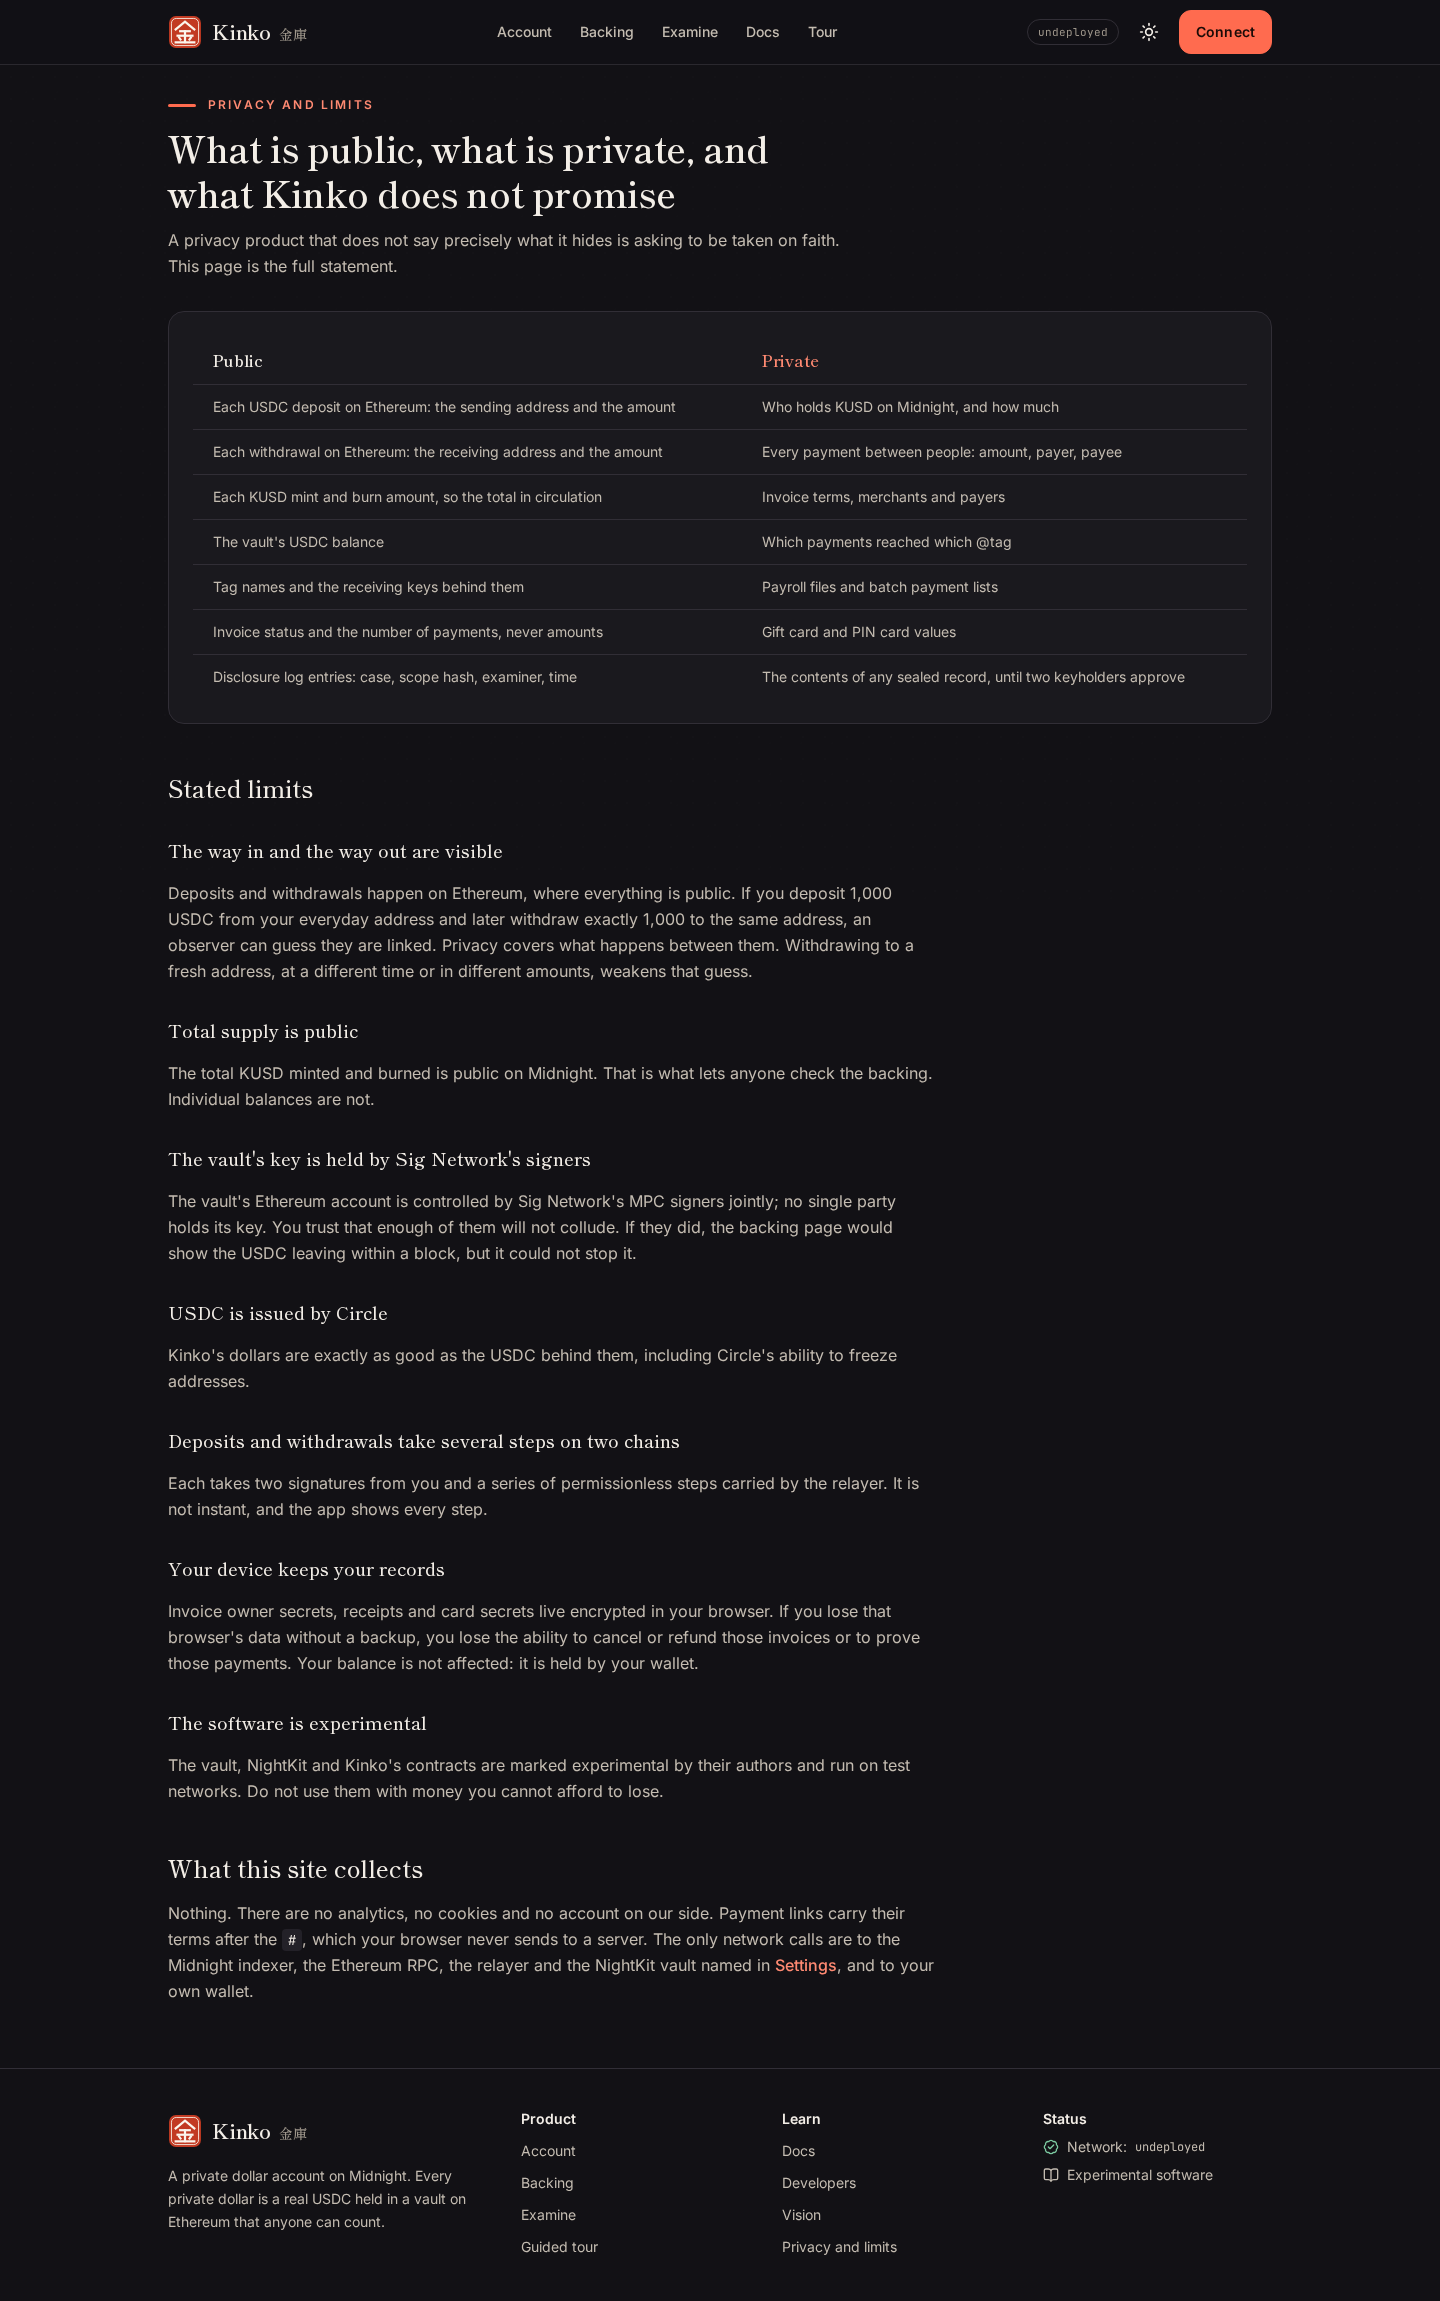 金 Kinko 金庫
Account
Backing
Examine
Docs
Tour
undeployed
Connect
PRIVACY AND LIMITS
What is public, what is private, and
what Kinko does not promise
A privacy product that does not say precisely what it hides is asking to be taken on faith.
This page is the full statement.
Public
Private
Each USDC deposit on Ethereum: the sending address and the amount
Who holds KUSD on Midnight, and how much
Each withdrawal on Ethereum: the receiving address and the amount
Every payment between people: amount, payer, payee
Each KUSD mint and burn amount, so the total in circulation
Invoice terms, merchants and payers
The vault's USDC balance
Which payments reached which @tag
Tag names and the receiving keys behind them
Payroll files and batch payment lists
Invoice status and the number of payments, never amounts
Gift card and PIN card values
Disclosure log entries: case, scope hash, examiner, time
The contents of any sealed record, until two keyholders approve
Stated limits
The way in and the way out are visible
Deposits and withdrawals happen on Ethereum, where everything is public. If you deposit 1,000
USDC from your everyday address and later withdraw exactly 1,000 to the same address, an
observer can guess they are linked. Privacy covers what happens between them. Withdrawing to a
fresh address, at a different time or in different amounts, weakens that guess.
Total supply is public
The total KUSD minted and burned is public on Midnight. That is what lets anyone check the backing.
Individual balances are not.
The vault's key is held by Sig Network's signers
The vault's Ethereum account is controlled by Sig Network's MPC signers jointly; no single party
holds its key. You trust that enough of them will not collude. If they did, the backing page would
show the USDC leaving within a block, but it could not stop it.
USDC is issued by Circle
Kinko's dollars are exactly as good as the USDC behind them, including Circle's ability to freeze
addresses.
Deposits and withdrawals take several steps on two chains
Each takes two signatures from you and a series of permissionless steps carried by the relayer. It is
not instant, and the app shows every step.
Your device keeps your records
Invoice owner secrets, receipts and card secrets live encrypted in your browser. If you lose that
browser's data without a backup, you lose the ability to cancel or refund those invoices or to prove
those payments. Your balance is not affected: it is held by your wallet.
The software is experimental
The vault, NightKit and Kinko's contracts are marked experimental by their authors and run on test
networks. Do not use them with money you cannot afford to lose.
What this site collects
Nothing. There are no analytics, no cookies and no account on our side. Payment links carry their
terms after the #, which your browser never sends to a server. The only network calls are to the
Midnight indexer, the Ethereum RPC, the relayer and the NightKit vault named in Settings, and to your
own wallet.
金 Kinko 金庫
A private dollar account on Midnight. Every
private dollar is a real USDC held in a vault on
Ethereum that anyone can count.
Product
Account
Backing
Examine
Guided tour
Learn
Docs
Developers
Vision
Privacy and limits
Status
Network: undeployed
Experimental software